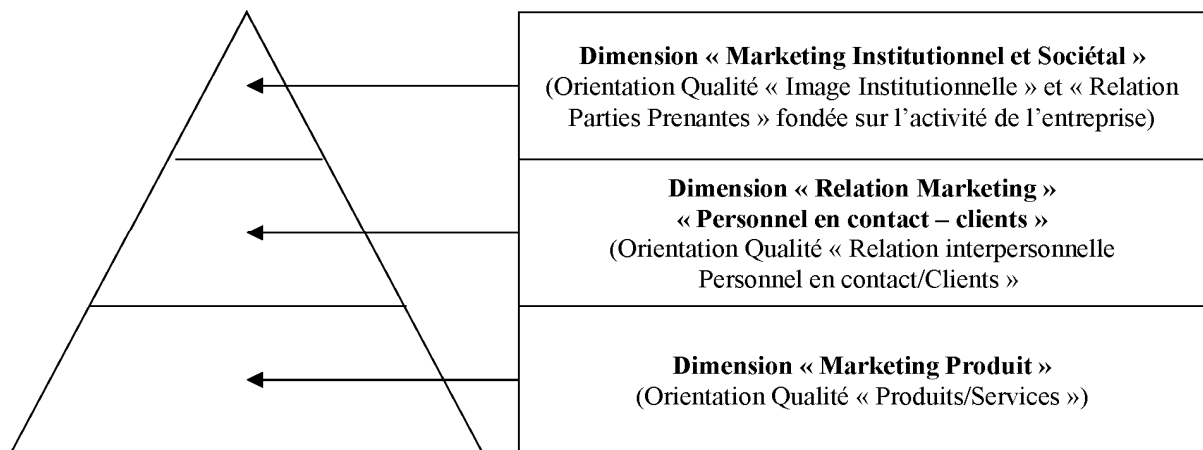 Dimension « Marketing Institutionnel et Sociétal »
(Orientation Qualité « Image Institutionnelle » et « Relation
Parties Prenantes » fondée sur l’activité de l’entreprise)
Dimension « Relation Marketing »
« Personnel en contact – clients »
(Orientation Qualité « Relation interpersonnelle
Personnel en contact/Clients »
Dimension « Marketing Produit »
(Orientation Qualité « Produits/Services »)